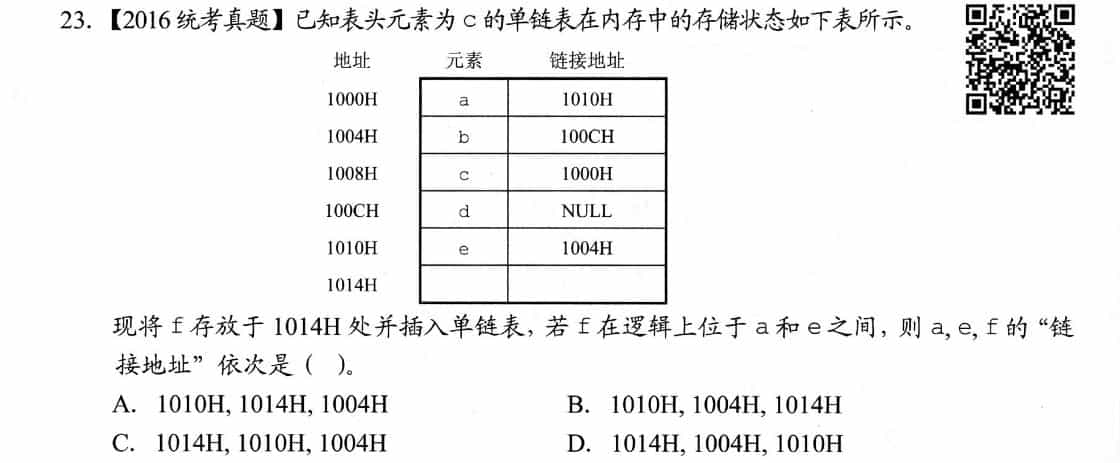 23. 【2016 统考真题】已知表头元素为 c 的单链表在内存中的存储状态如下表所示。
地址 元素 链接地址
1000H a 1010H
1004H b 100CH
1008H c 1000H
100CH d NULL
1010H e 1004H
1014H
现将 f 存放于 1014H 处并插入单链表，若 f 在逻辑上位于 a 和 e 之间，则 a, e, f 的“链
接地址”依次是（ ）。
A. 1010H, 1014H, 1004H B. 1010H, 1004H, 1014H
C. 1014H, 1010H, 1004H D. 1014H, 1004H, 1010H